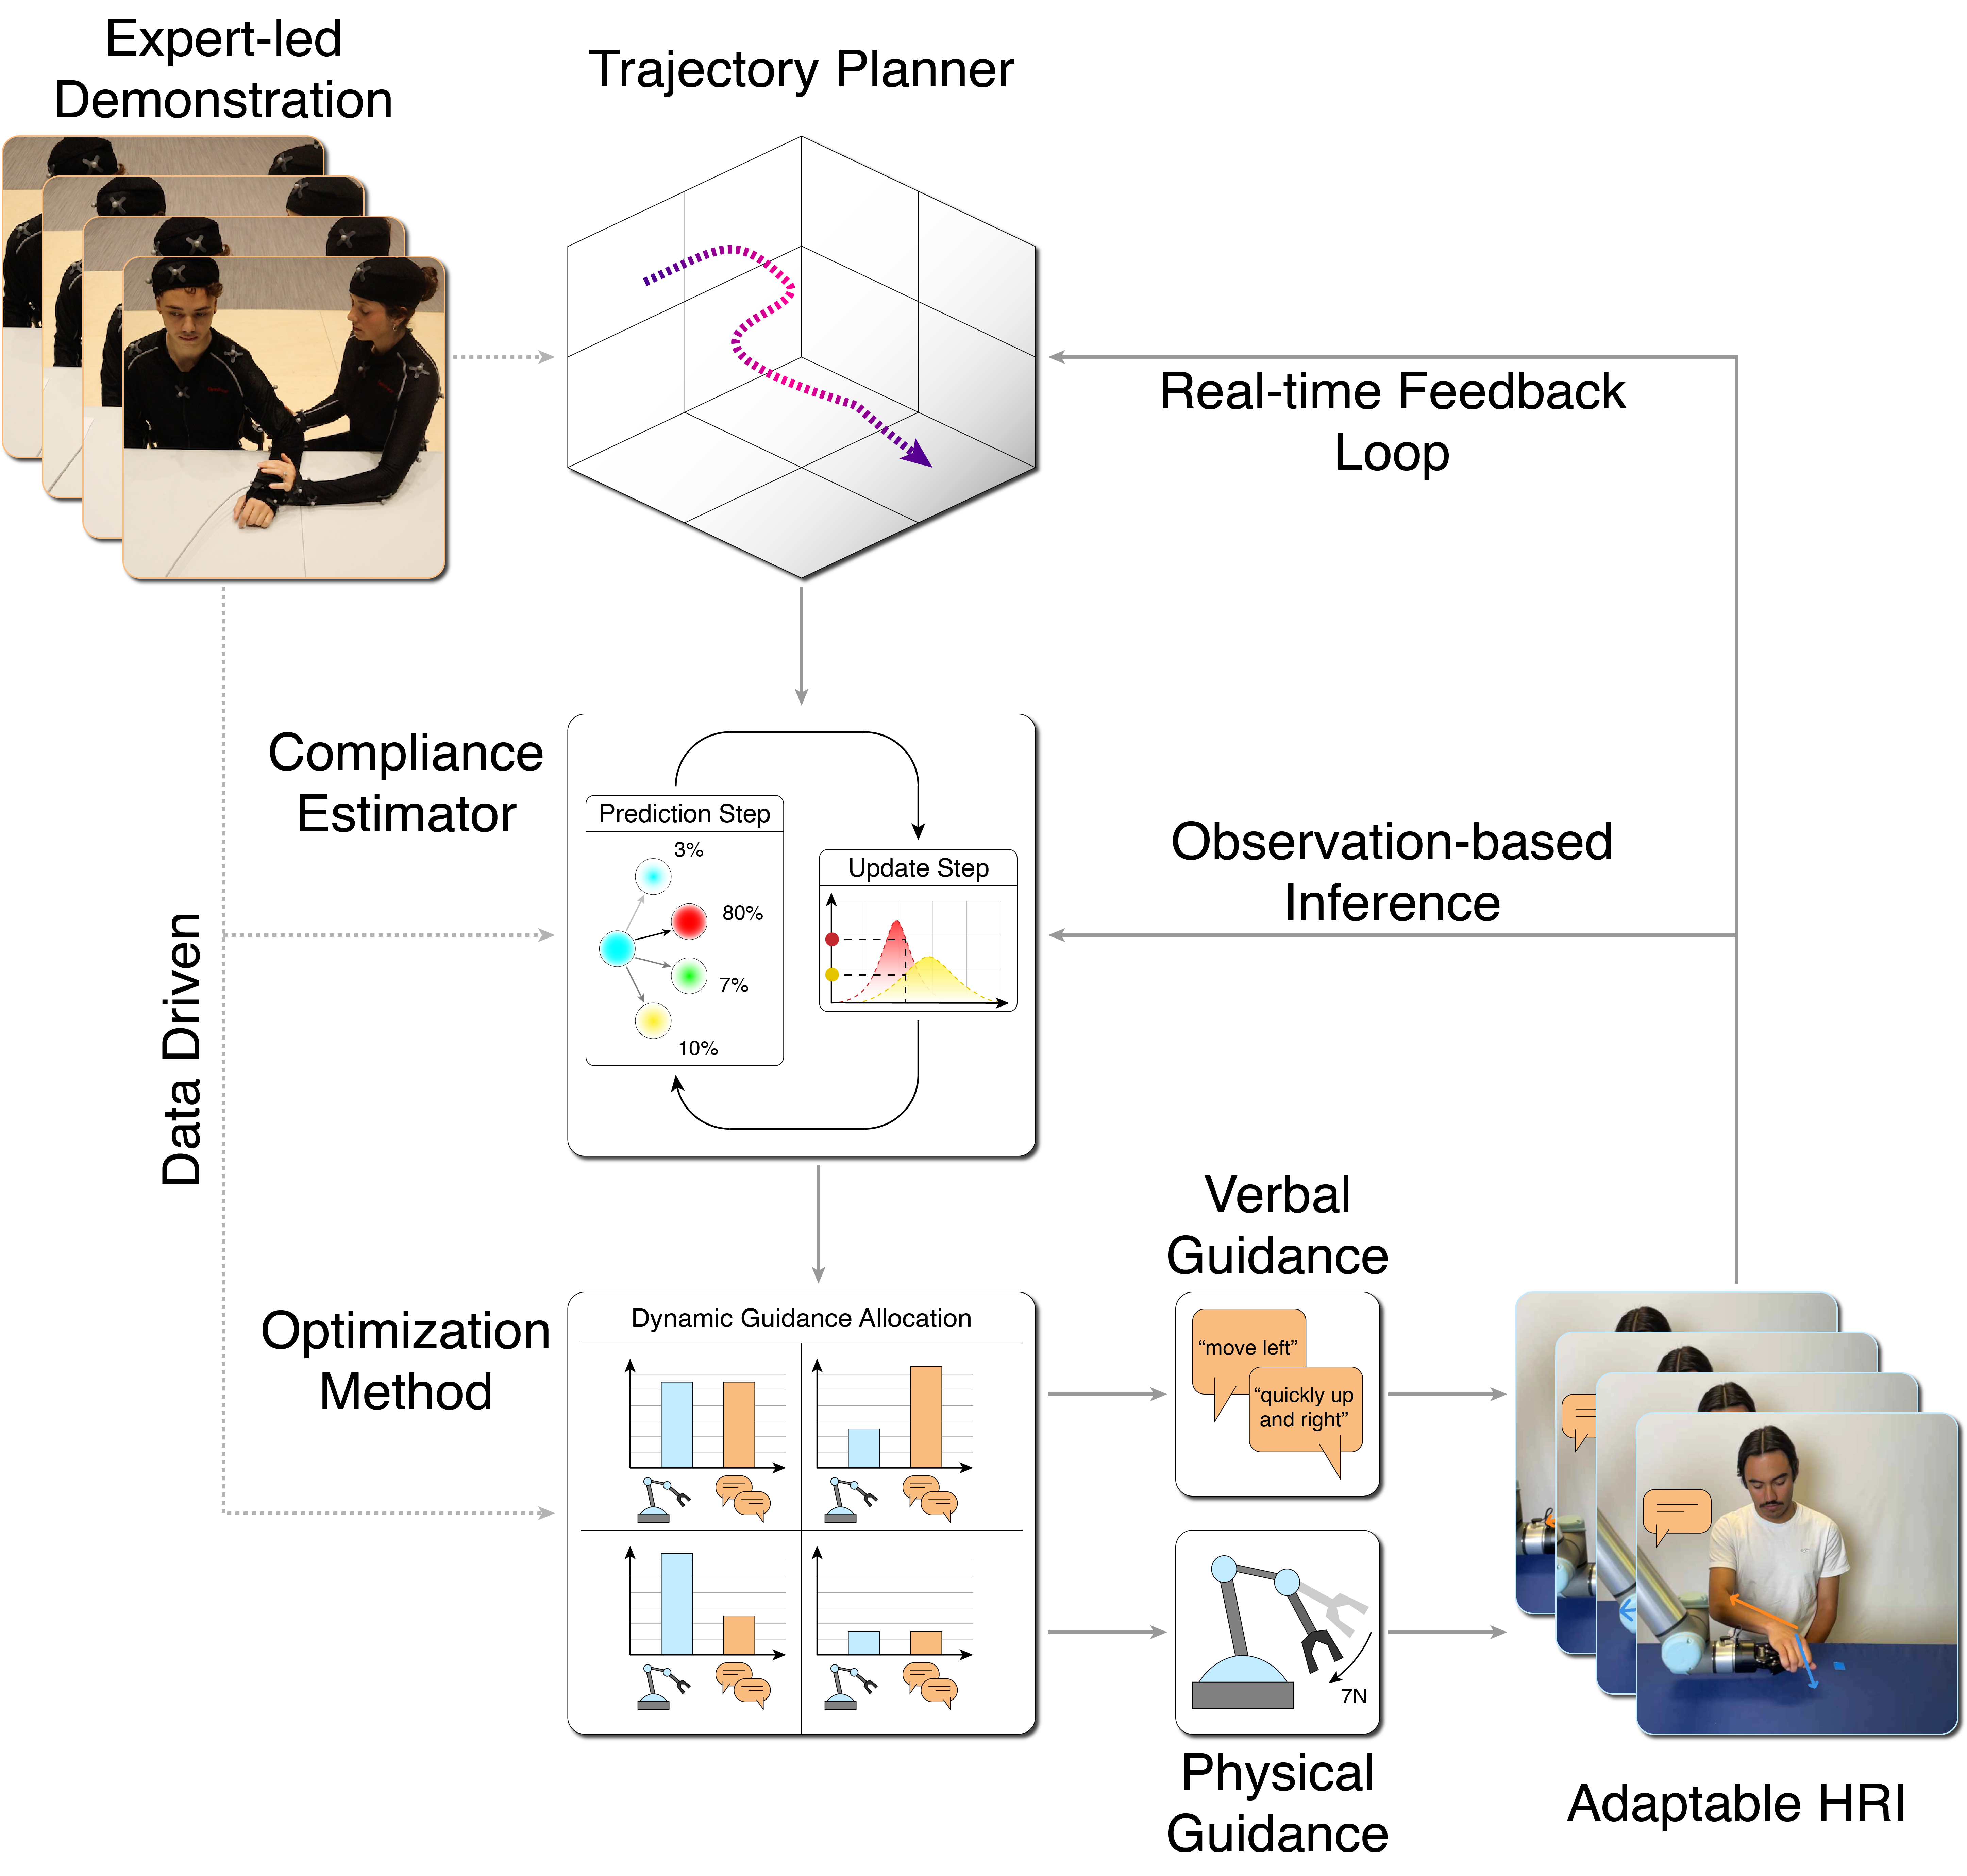 Expert-led
Demonstration
Trajectory Planner
Real-time Feedback
Loop
Compliance
Estimator
Prediction Step
3%
80%
7%
10%
Update Step
Observation-based
Inference
Data Driven
Optimization
Method
Dynamic Guidance Allocation
Verbal
Guidance
“move left”
“quickly up
and right”
7N
Physical
Guidance
Adaptable HRI